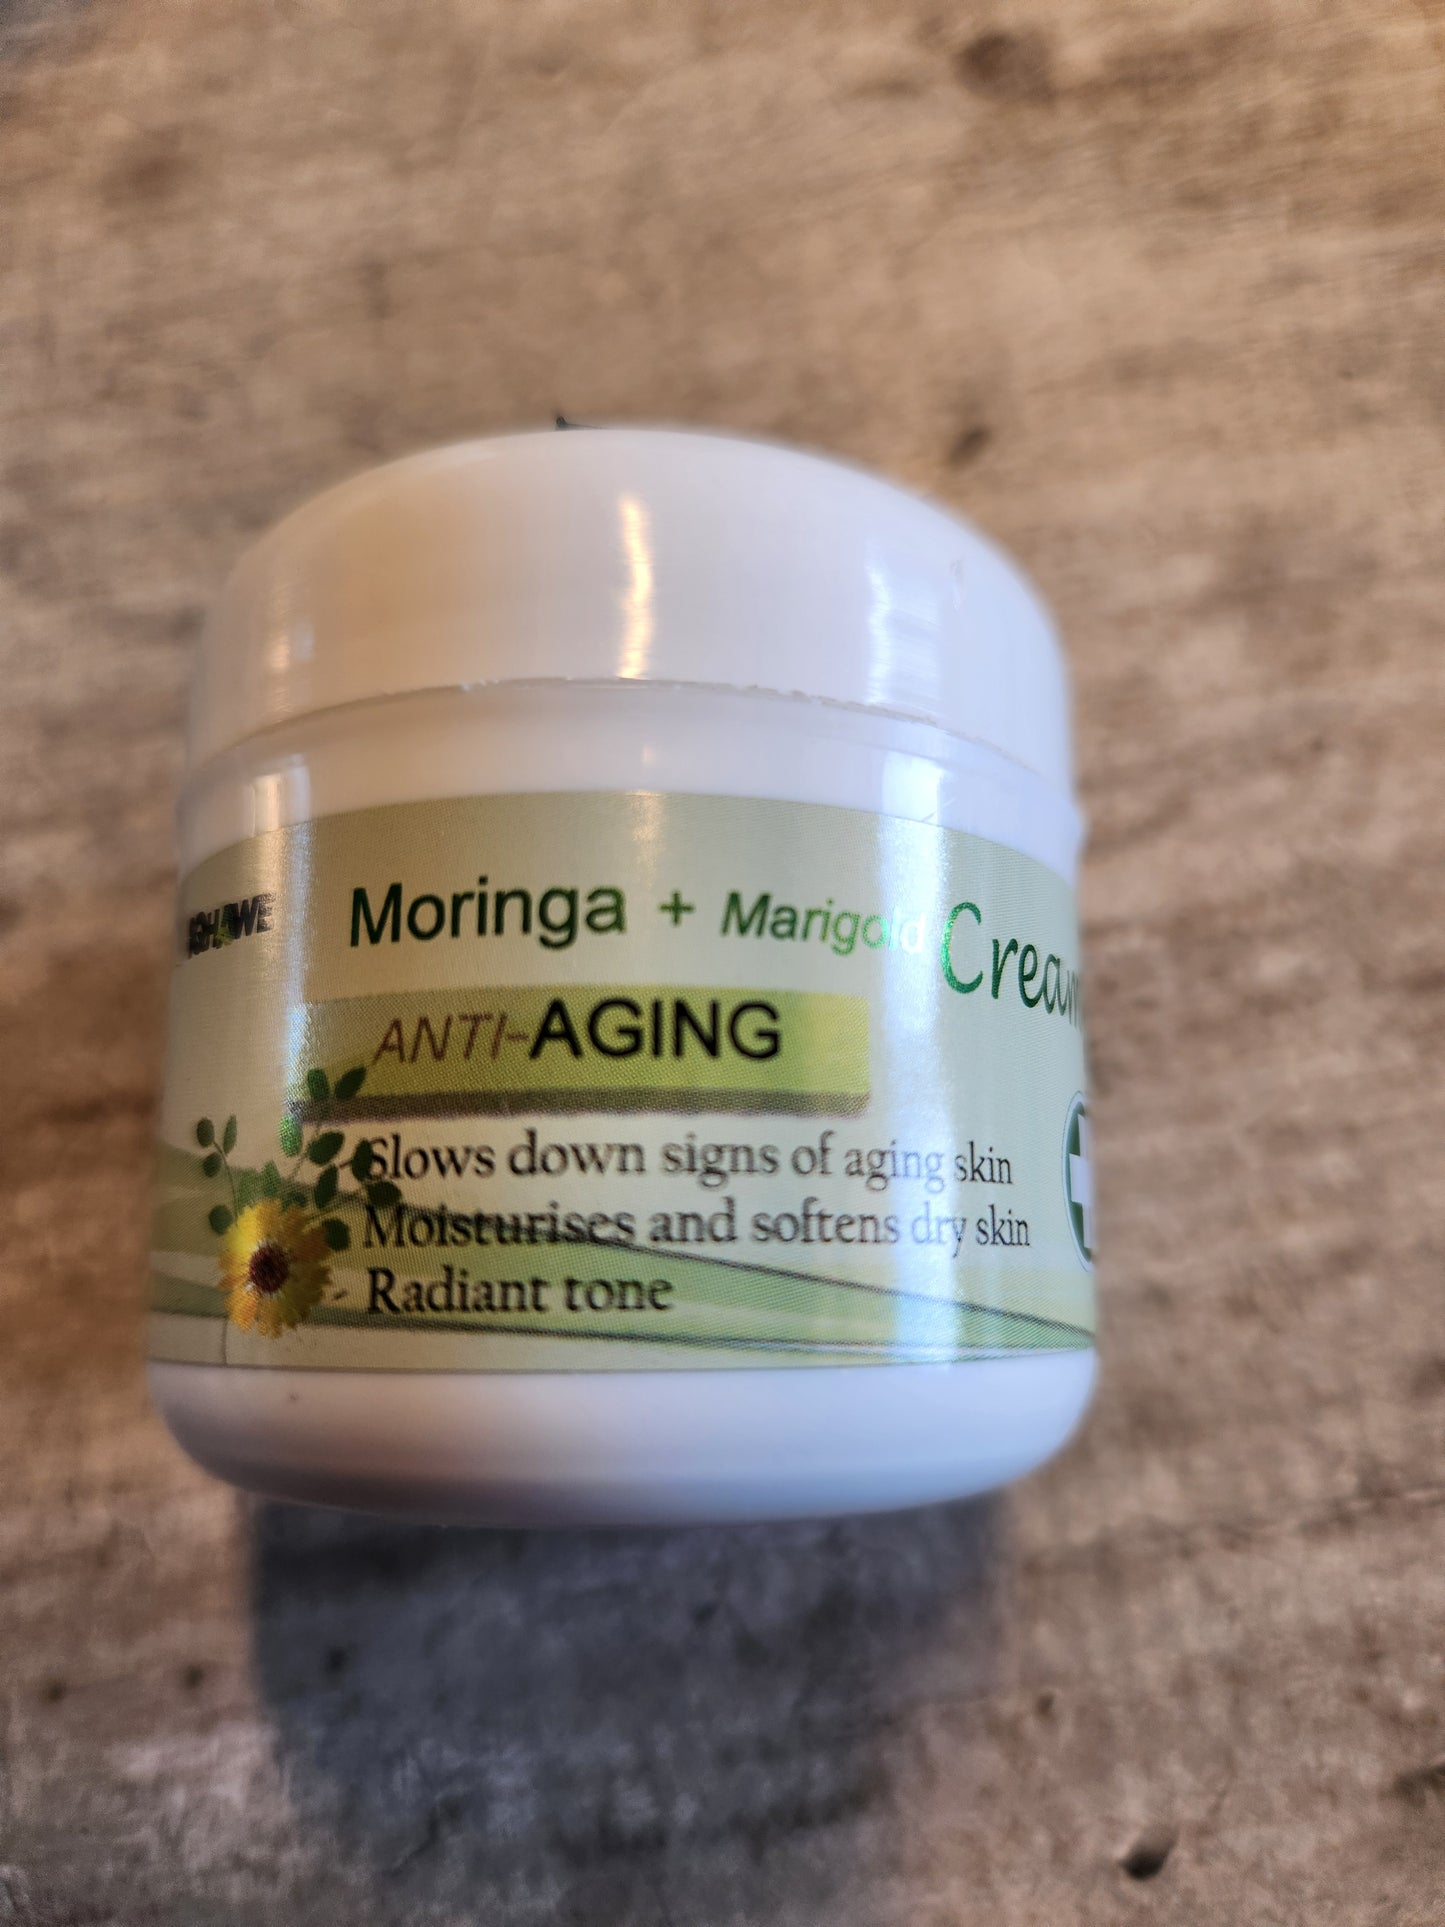 Moringa + Marigold Cream
ANTI-AGING
Slows down signs of aging skin
Moisturises and softens dry skin
Radiant tone